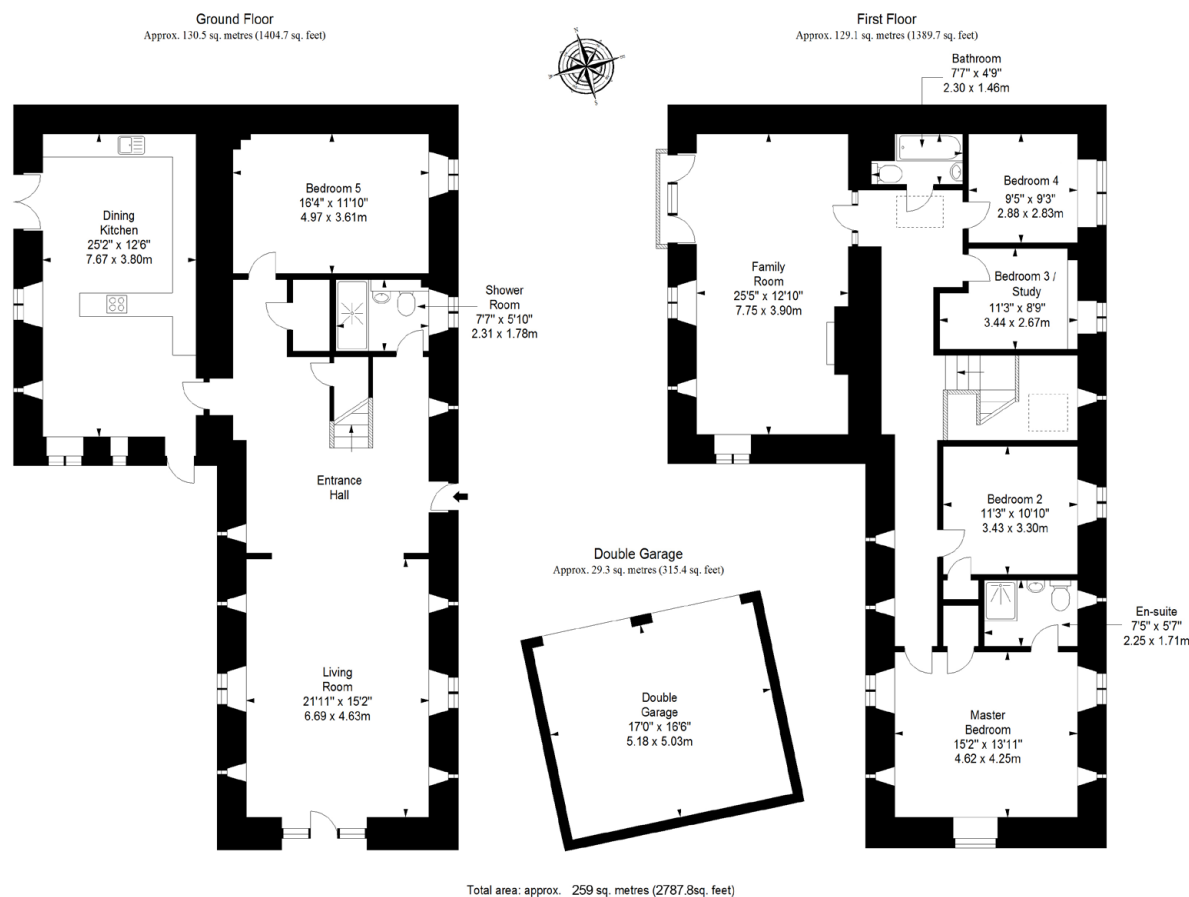 Ground Floor
Approx. 130.5 sq. metres (1404.7 sq. feet)
First Floor
Approx. 129.1 sq. metres (1389.7 sq. feet)
N
E
S
W
Bathroom
7'7" x 4'9"
2.30 x 1.46m
Dining
Kitchen
25'2" x 12'6"
7.67 x 3.80m
Bedroom 5
16'4" x 11'10"
4.97 x 3.61m
Shower
Room
7'7" x 5'10"
2.31 x 1.78m
Entrance
Hall
Living
Room
21'11" x 15'2"
6.69 x 4.63m
Family
Room
25'5" x 12'10"
7.75 x 3.90m
Bedroom 4
9'5" x 9'3"
2.88 x 2.83m
Bedroom 3 /
Study
11'3" x 8'9"
3.44 x 2.67m
Bedroom 2
11'3" x 10'10"
3.43 x 3.30m
En-suite
7'5" x 5'7"
2.25 x 1.71m
Master
Bedroom
15'2" x 13'11"
4.62 x 4.25m
Double Garage
Approx. 29.3 sq. metres (315.4 sq. feet)
Double
Garage
17'0" x 16'6"
5.18 x 5.03m
Total area: approx. 259 sq. metres (2787.8sq. feet)